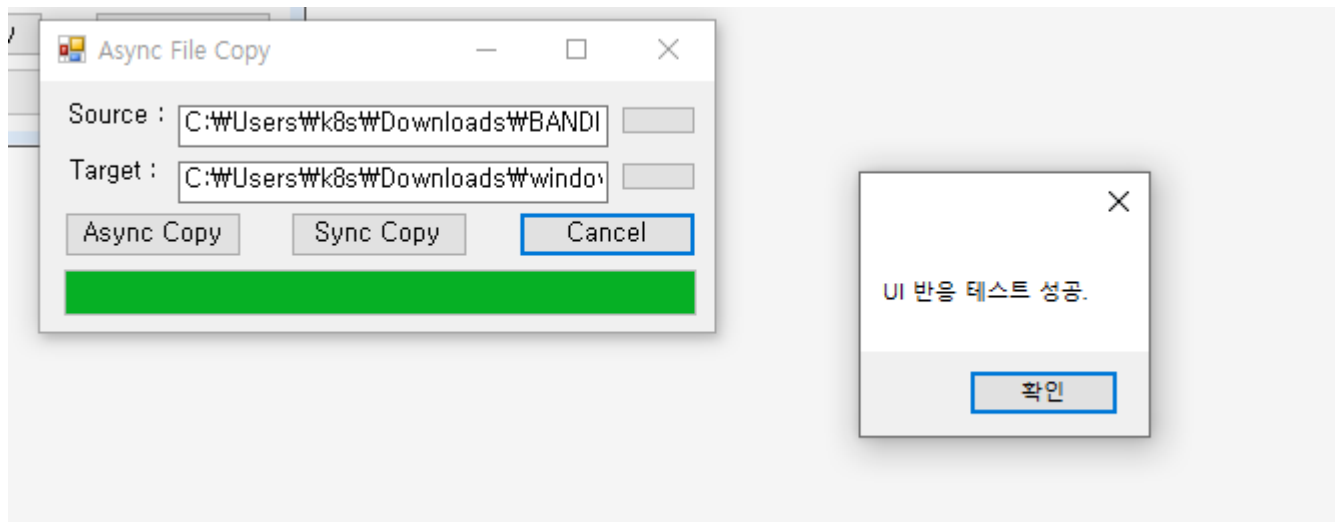 Async File Copy
Source :
C:₩Users₩k8s₩Downloads₩BANDI
Target :
C:₩Users₩k8s₩Downloads₩windo
Async Copy
Sync Copy
Cancel
UI 반응 테스트 성공.
확인